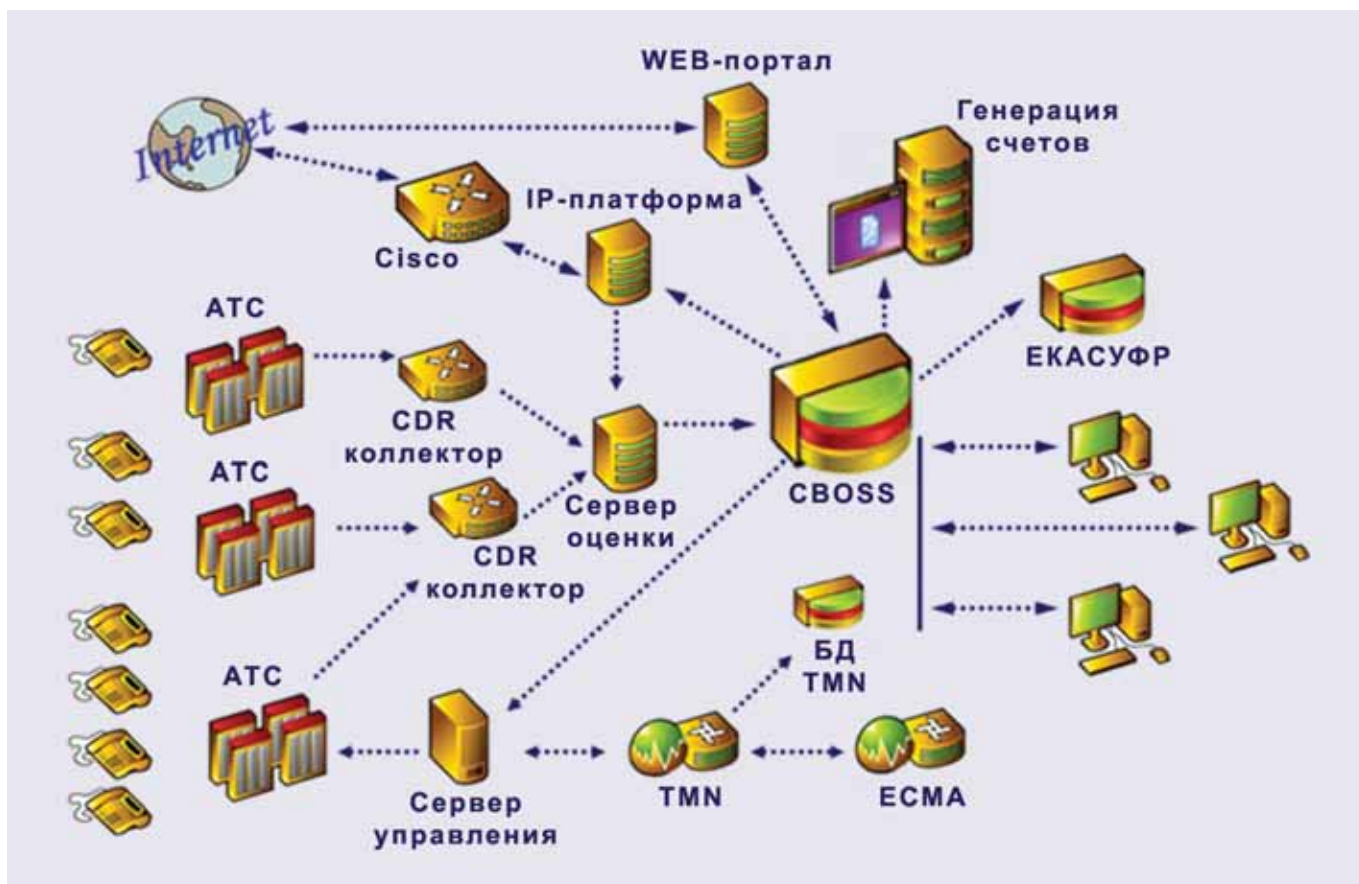 WEB-портал
Генерация
счетов
Internet
IP-платформа
Cisco
АТС
ЕКАСУФР
CDR
коллектор
АТС
CBOSS
Сервер
оценки
CDR
коллектор
БД
TMN
АТС
TMN
ECMA
Сервер
управления